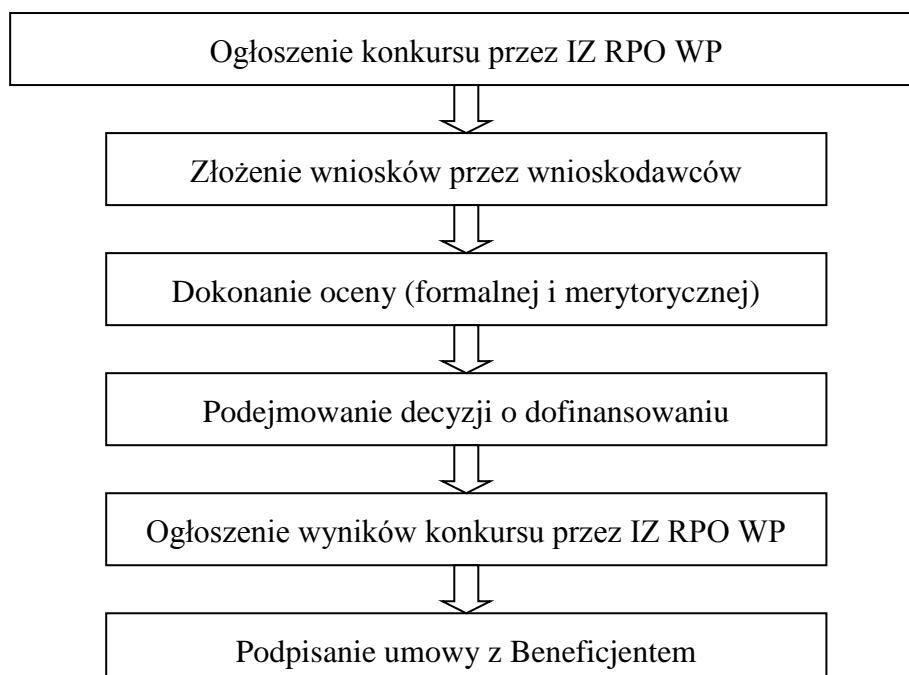 Ogłoszenie konkursu przez IZ RPO WP
Złożenie wniosków przez wnioskodawców
Dokonanie oceny (formalnej i merytorycznej)
Podejmowanie decyzji o dofinansowaniu
Ogłoszenie wyników konkursu przez IZ RPO WP
Podpisanie umowy z Beneficjentem